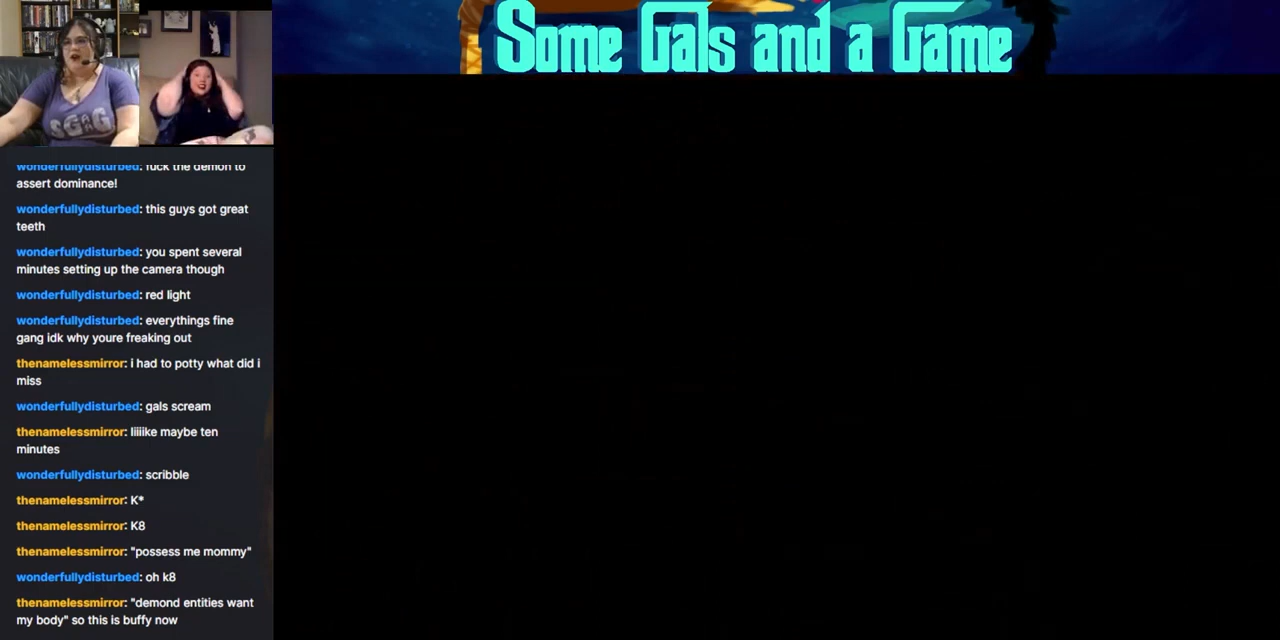 Some Gals and a Game
SG&G
wonderfullydisturbed: fuck the demon to
assert dominance!
wonderfullydisturbed: this guys got great
teeth
wonderfullydisturbed: you spent several
minutes setting up the camera though
wonderfullydisturbed: red light
wonderfullydisturbed: everythings fine
gang idk why youre freaking out
thenamelessmirror: i had to potty what did i
miss
wonderfullydisturbed: gals scream
thenamelessmirror: liiiike maybe ten
minutes
wonderfullydisturbed: scribble
thenamelessmirror: K*
thenamelessmirror: K8
thenamelessmirror: "possess me mommy"
wonderfullydisturbed: oh k8
thenamelessmirror: "demond entities want
my body" so this is buffy now